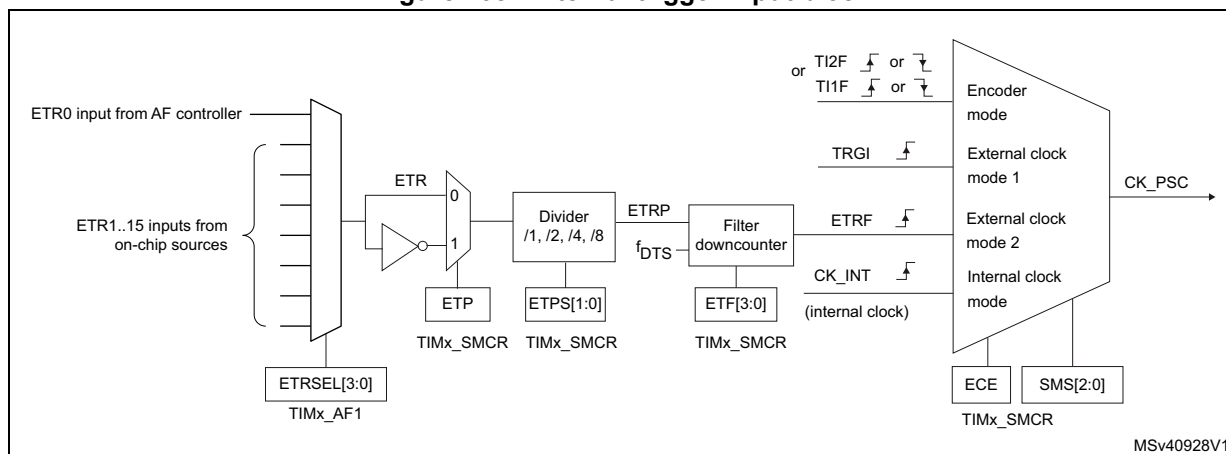 ETR0 input from AF controller
ETR1..15 inputs from
on-chip sources
ETRSEL[3:0]
TIMx_AF1
ETR
0
1
ETP
TIMx_SMCR
Divider
/1, /2, /4, /8
ETPS[1:0]
TIMx_SMCR
ETRP
fDTS
Filter
downcounter
ETF[3:0]
TIMx_SMCR
or TI2F or
TI1F or
Encoder
mode
TRGI
External clock
mode 1
ETRF
External clock
mode 2
CK_INT
(internal clock)
Internal clock
mode
CK_PSC
ECE
SMS[2:0]
TIMx_SMCR
MSv40928V1